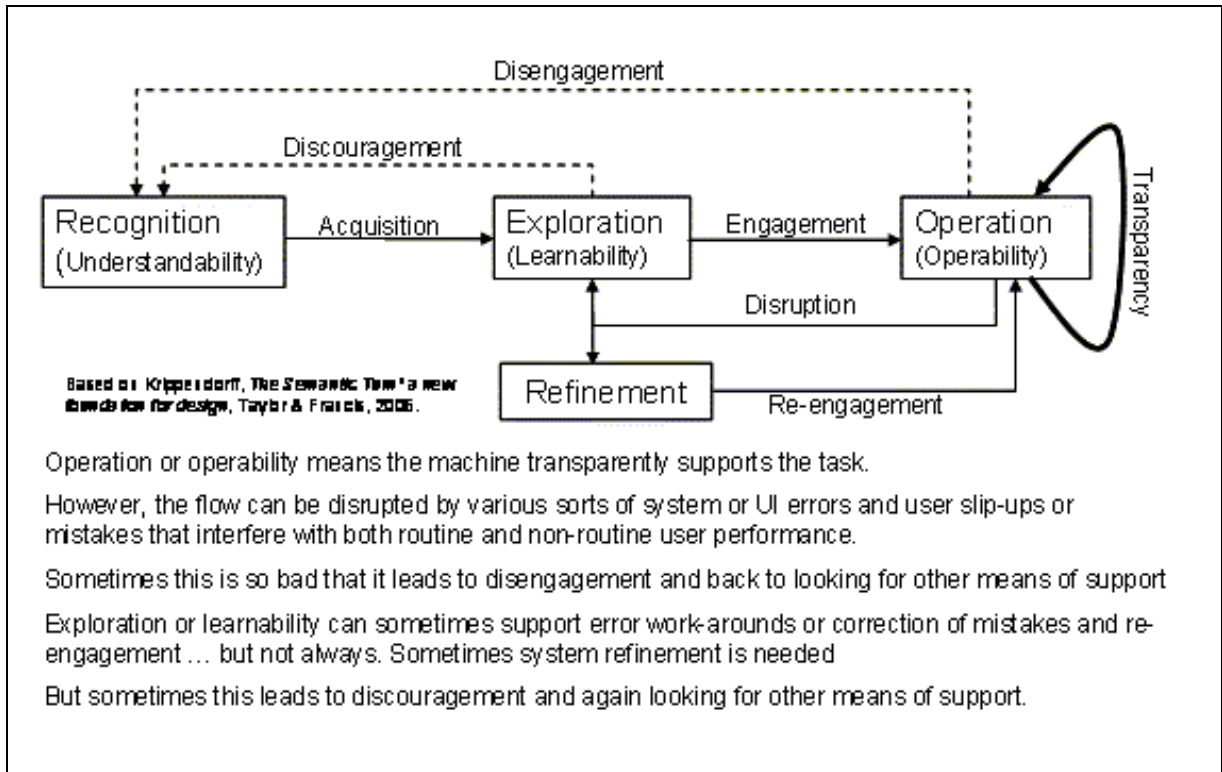 Disengagement
Discouragement
Transparency
Recognition
(Understandability)
Acquisition
Exploration
(Learnability)
Engagement
Operation
(Operability)
Disruption
Refinement
Re-engagement
Based on Krippendorff, The Semantic Turn: a new
foundation for design, Taylor & Francis, 2006.
Operation or operability means the machine transparently supports the task.
However, the flow can be disrupted by various sorts of system or UI errors and user slip-ups or
mistakes that interfere with both routine and non-routine user performance.
Sometimes this is so bad that it leads to disengagement and back to looking for other means of support
Exploration or learnability can sometimes support error work-arounds or correction of mistakes and re-
engagement … but not always. Sometimes system refinement is needed
But sometimes this leads to discouragement and again looking for other means of support.